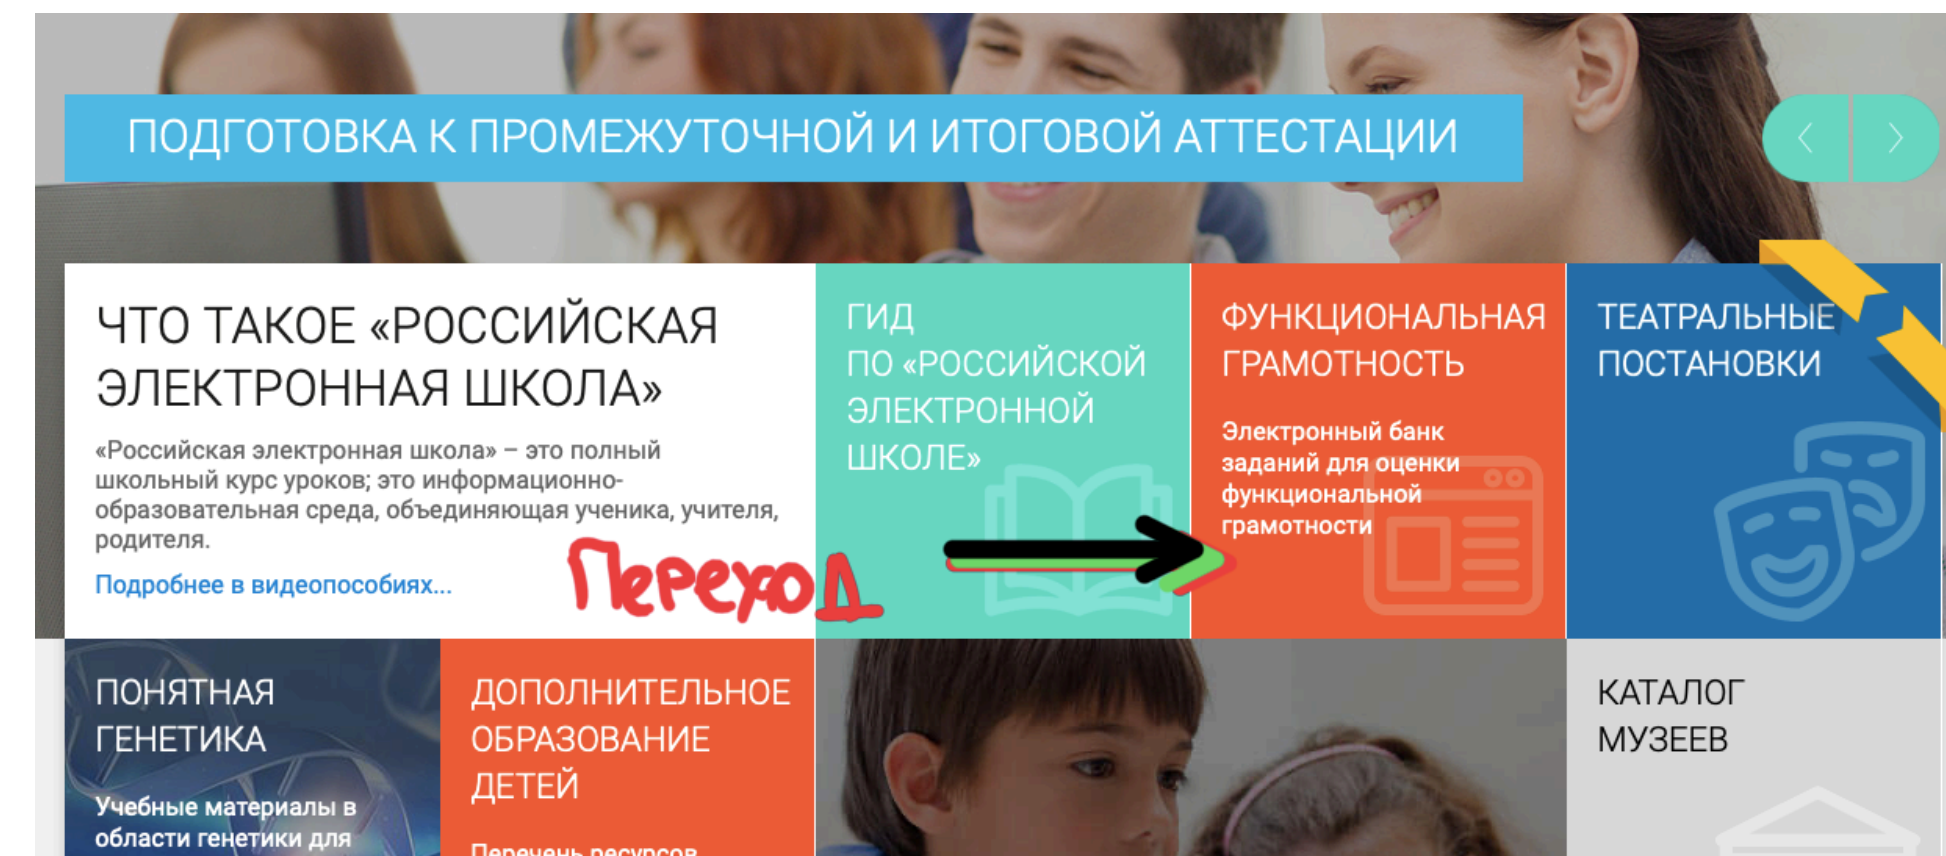 ПОДГОТОВКА К ПРОМЕЖУТОЧНОЙ И ИТОГОВОЙ АТТЕСТАЦИИ
ЧТО ТАКОЕ «РОССИЙСКАЯ
ЭЛЕКТРОННАЯ ШКОЛА»
«Российская электронная школа» – это полный
школьный курс уроков; это информационно-
образовательная среда, объединяющая ученика, учителя,
родителя.
Подробнее в видеопособиях...
Переход
ГИД
ПО «РОССИЙСКОЙ
ЭЛЕКТРОННОЙ
ШКОЛЕ»
ФУНКЦИОНАЛЬНАЯ
ГРАМОТНОСТЬ
Электронный банк
заданий для оценки
функциональной
грамотности
ТЕАТРАЛЬНЫЕ
ПОСТАНОВКИ
ПОНЯТНАЯ
ГЕНЕТИКА
Учебные материалы в
области генетики для
ДОПОЛНИТЕЛЬНОЕ
ОБРАЗОВАНИЕ
ДЕТЕЙ
Перечень ресурсов
КАТАЛОГ
МУЗЕЕВ